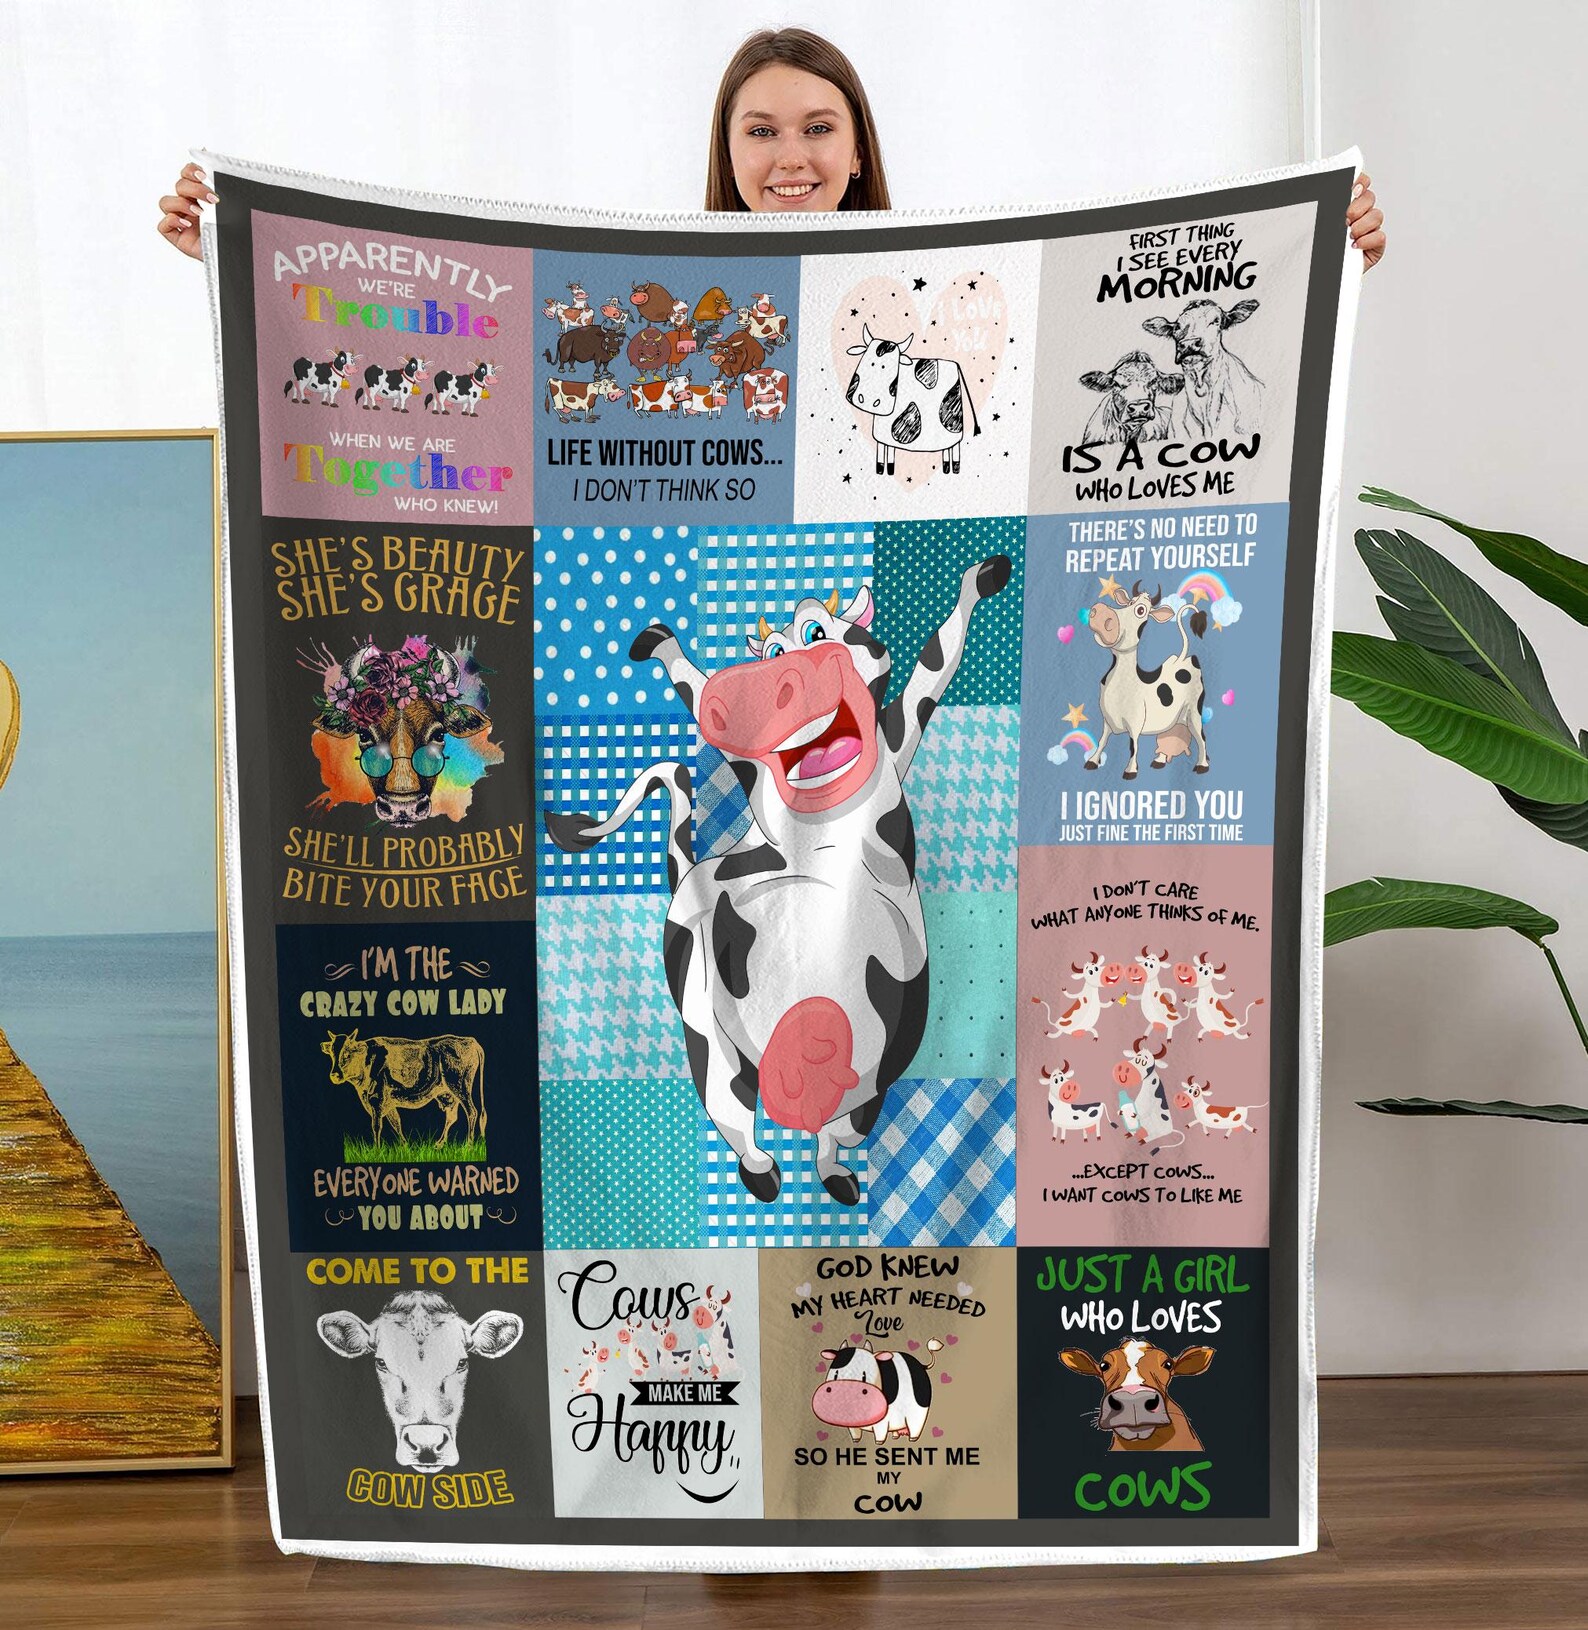 APPARENTLY
WE'RE
Trouble
WHEN WE ARE
Together
WHO KNEW!
LIFE WITHOUT COWS...
I DON'T THINK SO
I LOVE
You
FIRST THING
I SEE EVERY
MORNING
IS A COW
WHO LOVES ME
SHE'S BEAUTY
SHE'S GRACE
SHE'LL PROBABLY
BITE YOUR FACE
THERE'S NO NEED TO
REPEAT YOURSELF
I IGNORED YOU
JUST FINE THE FIRST TIME
I DON'T CARE
WHAT ANYONE THINKS OF ME.
...EXCEPT COWS...
I WANT COWS TO LIKE ME
I'M THE
CRAZY COW LADY
EVERYONE WARNED
YOU ABOUT
COME TO THE
COW SIDE
Cows
MAKE ME
Happy
GOD KNEW
MY HEART NEEDED
Love
SO HE SENT ME
MY
COW
JUST A GIRL
WHO LOVES
COWS